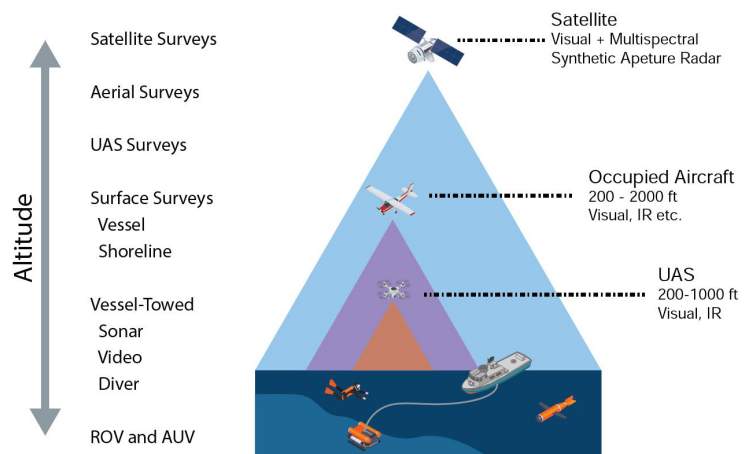 Altitude
Satellite Surveys
Aerial Surveys
UAS Surveys
Surface Surveys
Vessel
Shoreline
Vessel-Towed
Sonar
Video
Diver
ROV and AUV
Satellite
Visual + Multispectral
Synthetic Apeture Radar
Occupied Aircraft
200 - 2000 ft
Visual, IR etc.
UAS
200-1000 ft
Visual, IR